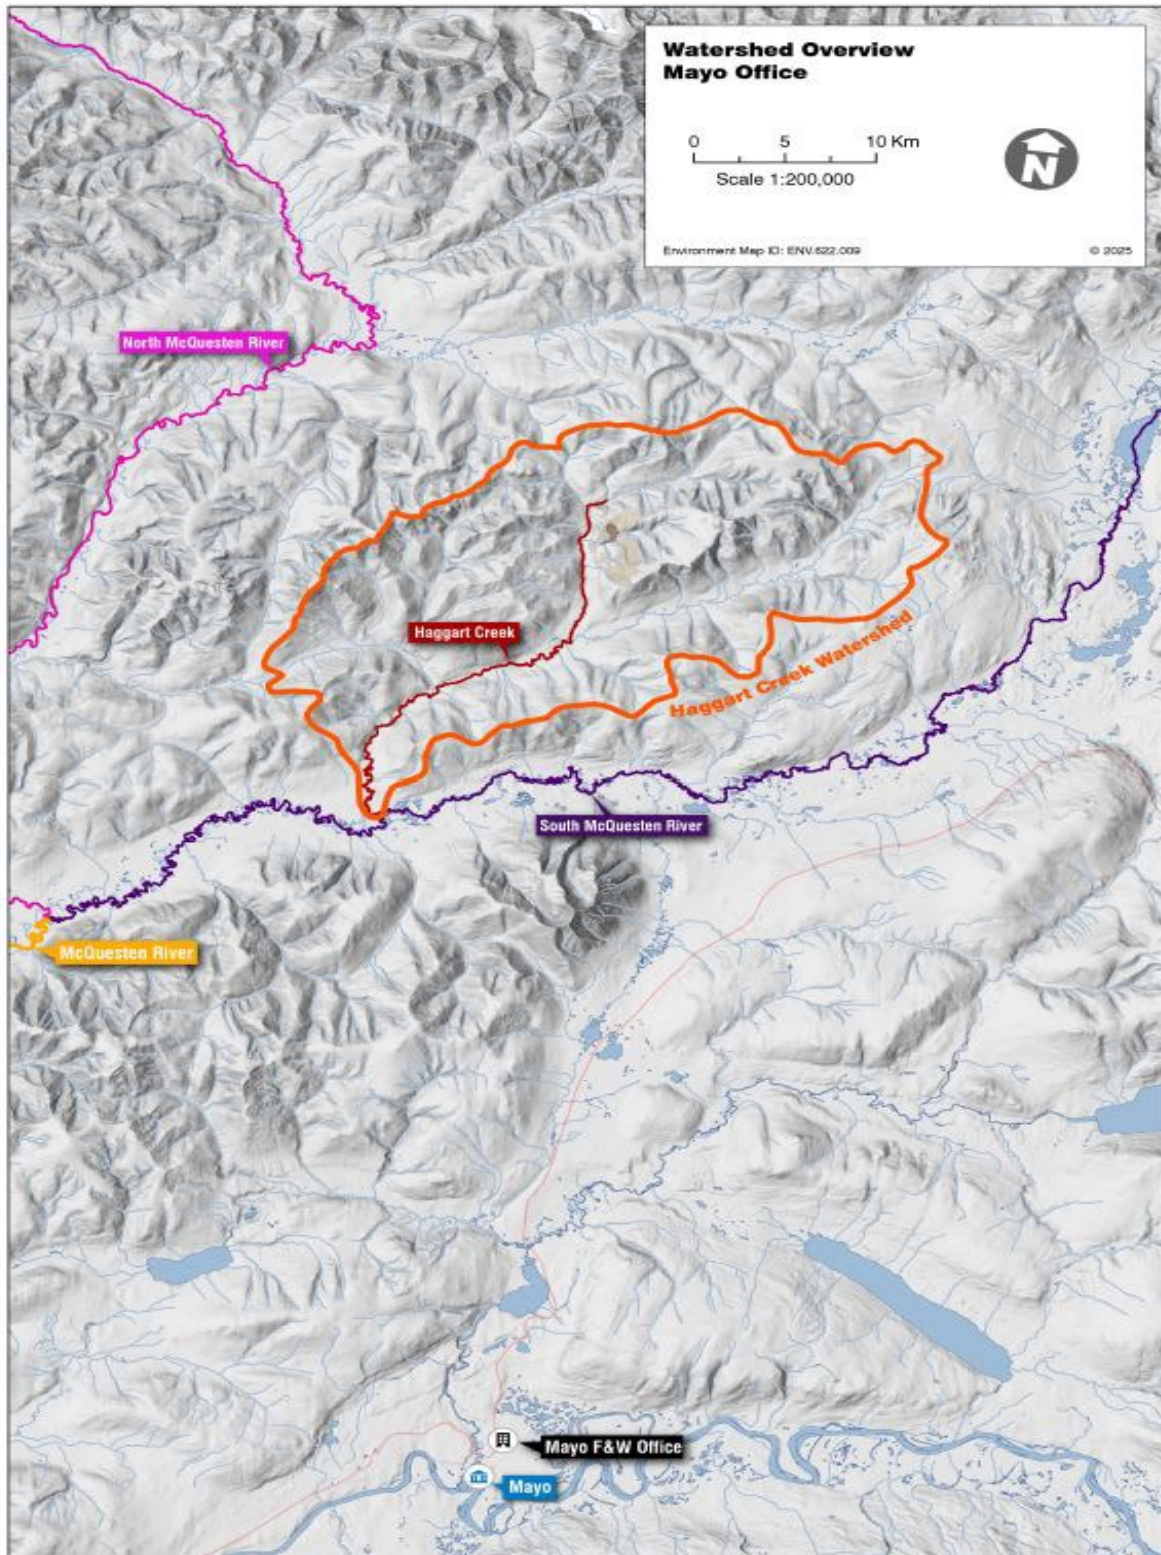 Watershed Overview
Mayo Office
0 5 10 Km
Scale 1:200,000
N
Environment Map ID: ENV.622.009 © 2025
North McQuesten River
Haggart Creek
Haggart Creek Watershed
South McQuesten River
McQuesten River
Mayo F&W Office
Mayo